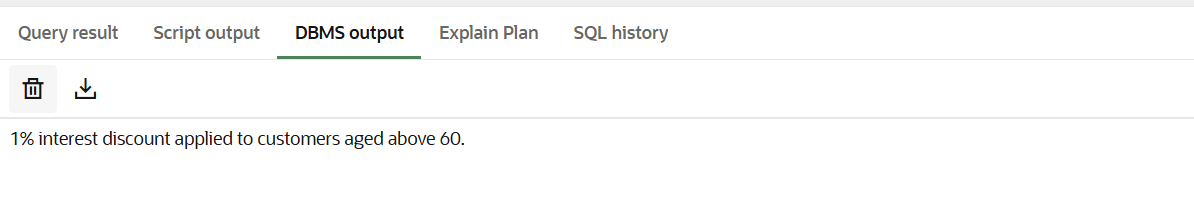 Query result Script output DBMS output Explain Plan SQL history
1% interest discount applied to customers aged above 60.